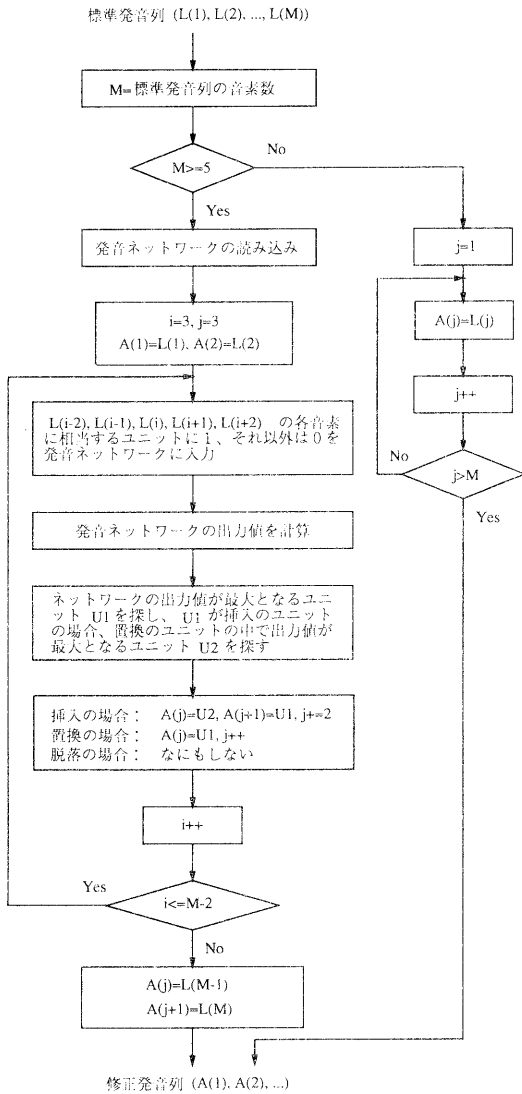 標準発音列 (L(1), L(2), ..., L(M))
M=標準発音列の音素数
M>=5
No
Yes
発音ネットワークの読み込み
i=3, j=3
A(1)=L(1), A(2)=L(2)
L(i-2), L(i-1), L(i), L(i+1), L(i+2) の各音素
に相当するユニットに1、それ以外は0を
発音ネットワークに入力
発音ネットワークの出力値を計算
ネットワークの出力値が最大となるユニ
ット U1 を探し、U1 が挿入のユニット
の場合、置換のユニットの中で出力値が
最大となるユニット U2 を探す
挿入の場合: A(j)=U2, A(j+1)=U1, j+=2
置換の場合: A(j)=U1, j++
脱落の場合: なにもしない
i++
Yes
i<=M-2
No
A(j)=L(M-1)
A(j+1)=L(M)
j=1
A(j)=L(j)
j++
No
j>M
Yes
修正発音列 (A(1), A(2), ...)